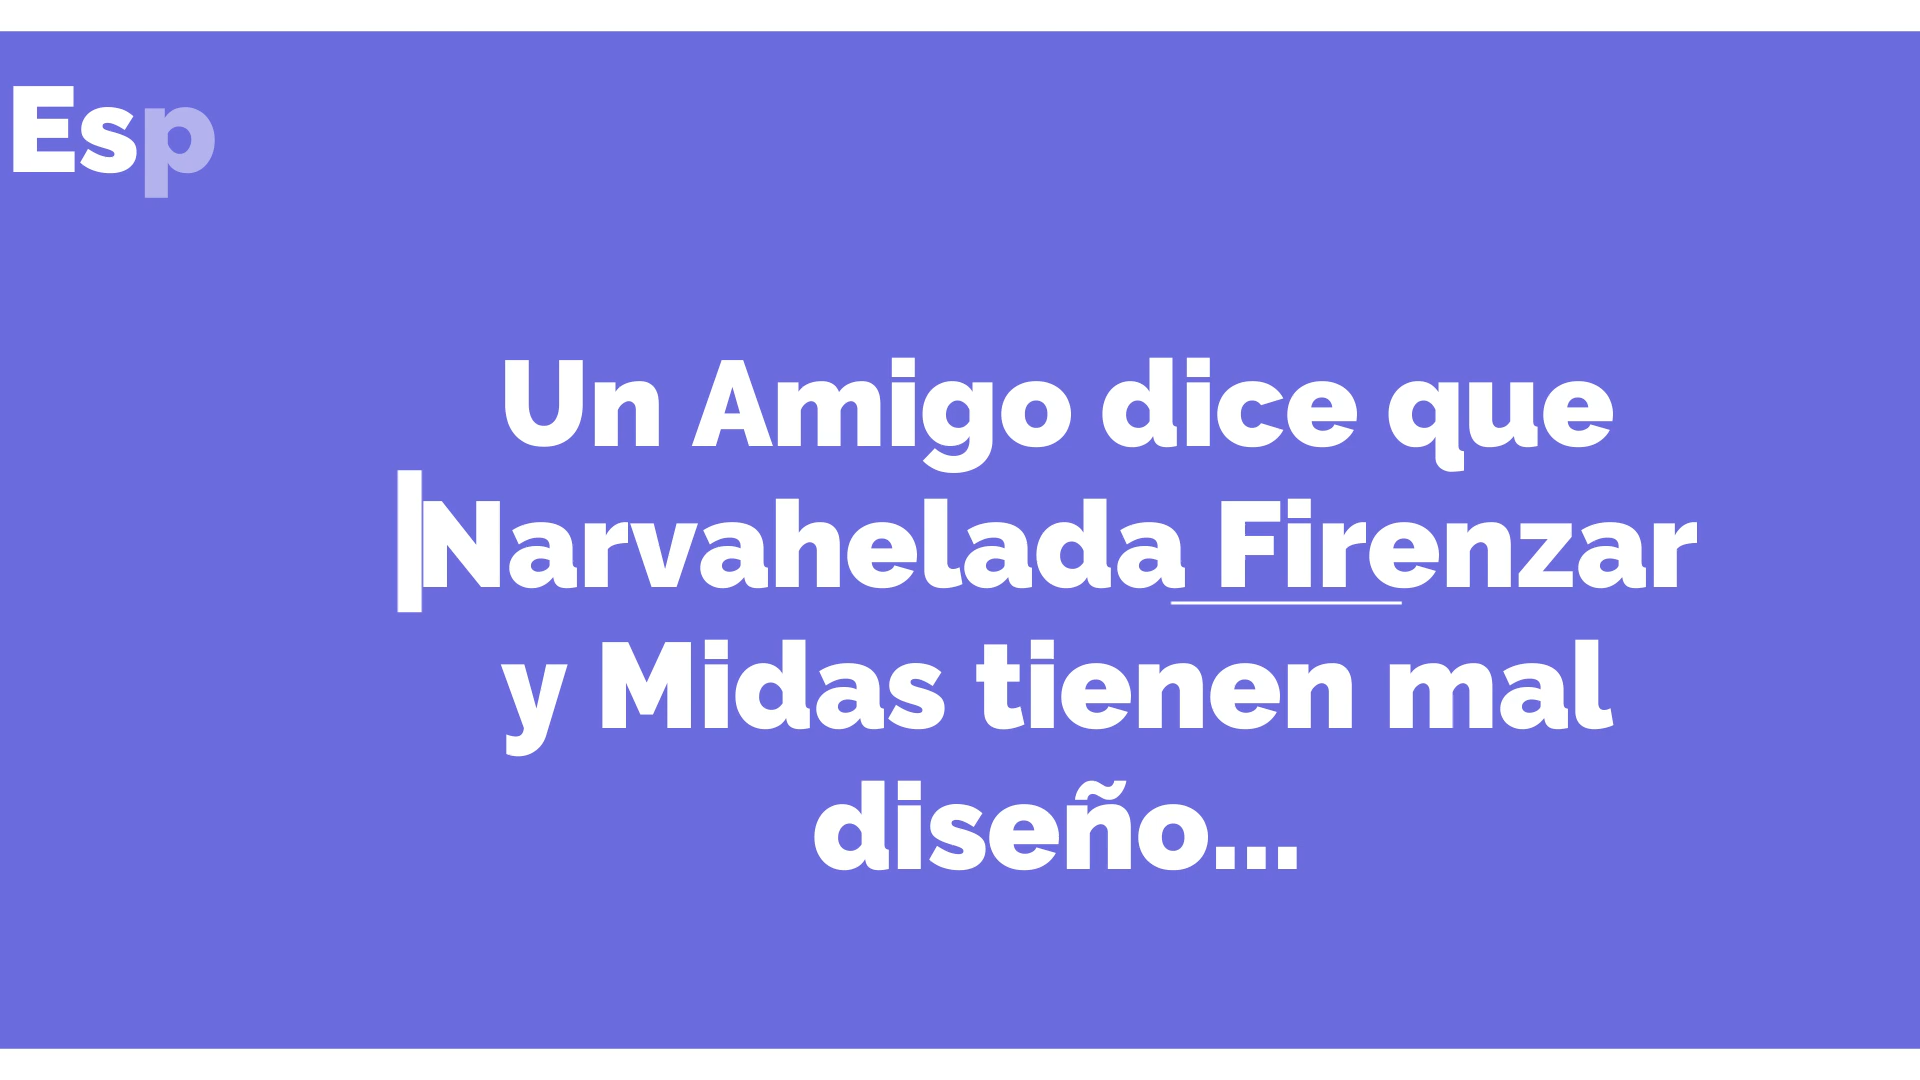 Esp
Un Amigo dice que
Narvahelada Firenzar
y Midas tienen mal
diseño...